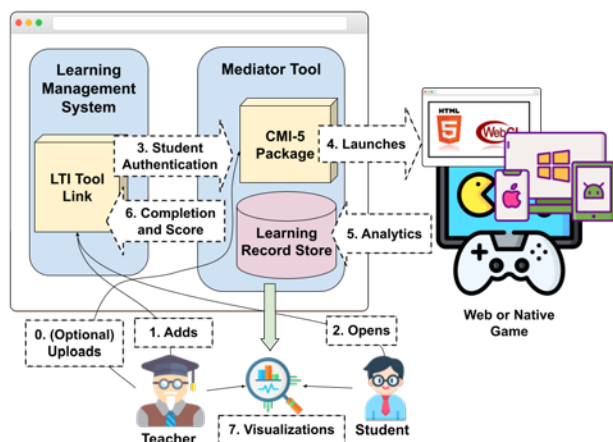 Learning
Management
System
Mediator Tool
LTI Tool
Link
3. Student
Authentication
CMI-5
Package
4. Launches
6. Completion
and Score
Learning
Record Store
5. Analytics
HTML
5
WebGL
Web or Native
Game
0. (Optional)
Uploads
1. Adds
2. Opens
Teacher
7. Visualizations
Student